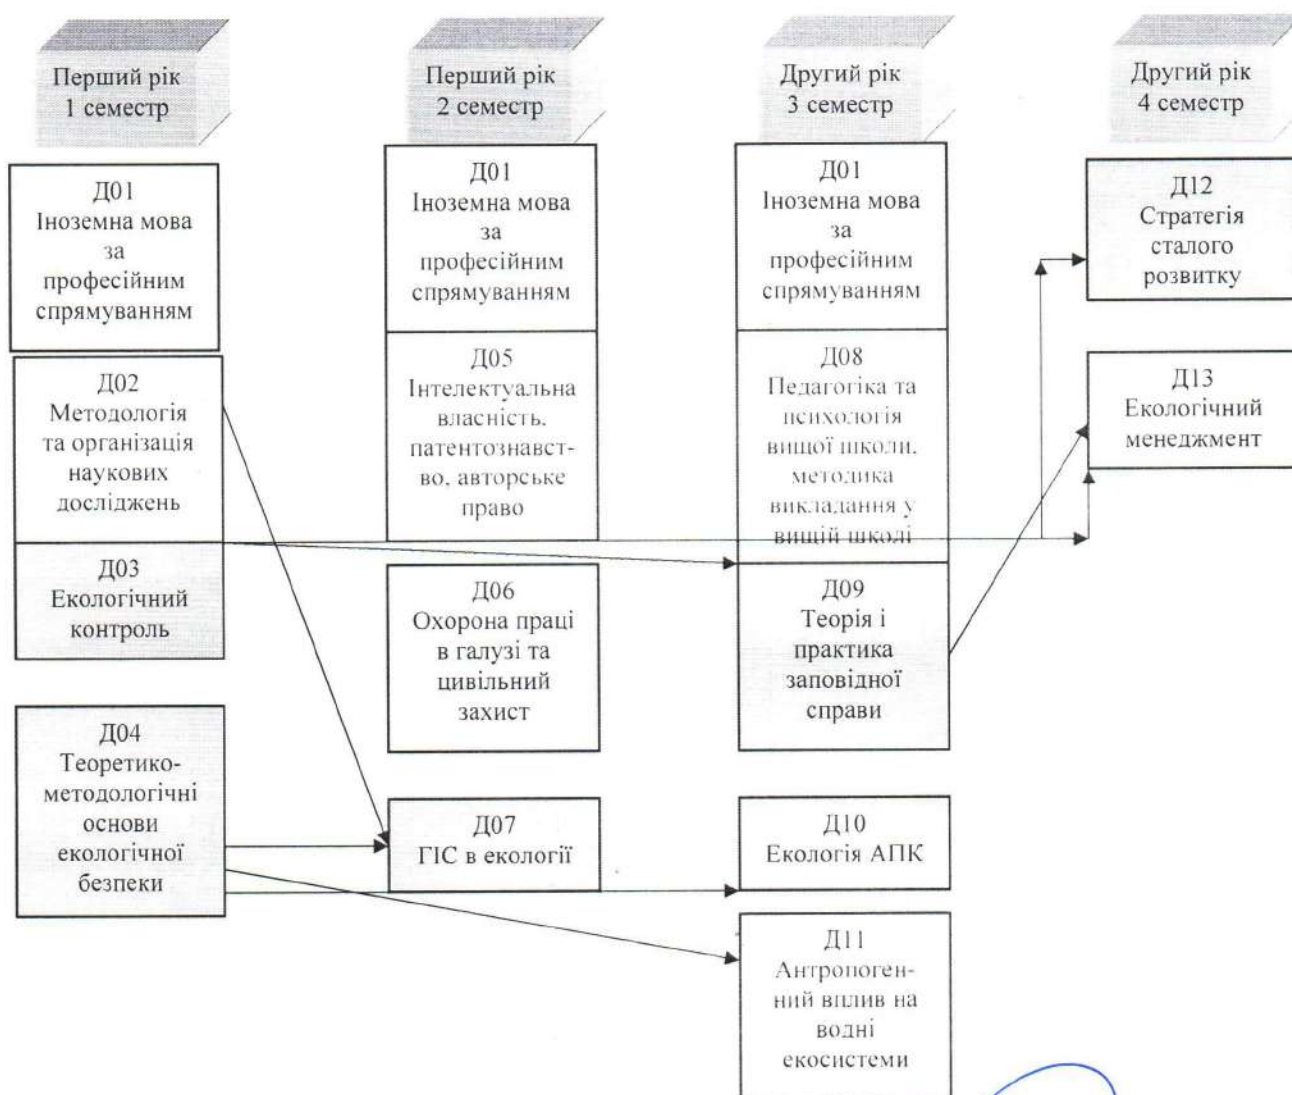 Перший рік
1 семестр
Перший рік
2 семестр
Другий рік
3 семестр
Другий рік
4 семестр
Д01
Іноземна мова
за
професійним
спрямуванням
Д02
Методологія
та організація
наукових
досліджень
Д03
Екологічний
контроль
Д04
Теоретико-
методологічні
основи
екологічної
безпеки
Д01
Іноземна мова
за
професійним
спрямуванням
Д05
Інтелектуальна
власність,
патентознавст-
во, авторське
право
Д06
Охорона праці
в галузі та
цивільний
захист
Д07
ГІС в екології
Д01
Іноземна мова
за
професійним
спрямуванням
Д08
Педагогіка та
психологія
вищої школи,
методика
викладання у
вищій школі
Д09
Теорія і
практика
заповідної
справи
Д10
Екологія АПК
Д11
Антропоген-
ний вплив на
водні
екосистеми
Д12
Стратегія
сталого
розвитку
Д13
Екологічний
менеджмент